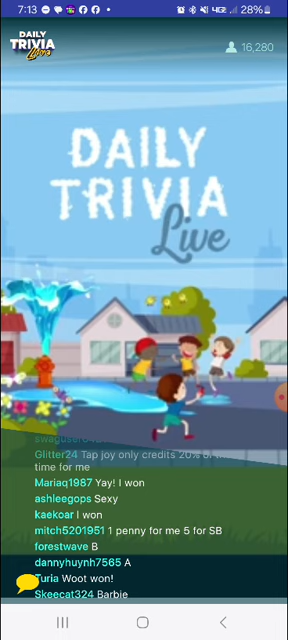 7:13
4G 28%
DAILY
TRIVIA
Live
16,280
DAILY
TRIVIA
Live
Glitter24 Tap joy only credits 20% of
time for me
Mariaq1987 Yay! I won
ashleegops Sexy
kaekoar I won
mitch5201951 1 penny for me 5 for SB
forestwave B
dannyhuynh7565 A
Turia Woot won!
Skeecat324 Barbie